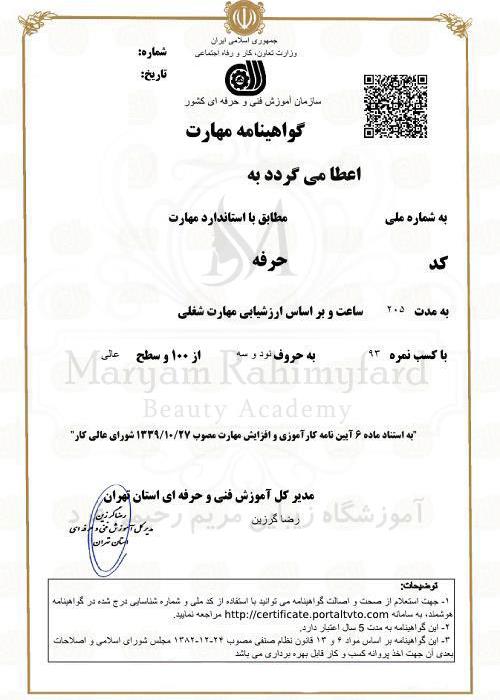 جمهوری اسلامی ایران
وزارت تعاون، کار و رفاه اجتماعی
شماره:
تاریخ:
سازمان آموزش فنی و حرفه ای کشور
گواهینامه مهارت
اعطا می گردد به
به شماره ملی مطابق با استاندارد مهارت
کد حرفه
به مدت ۲۰۵ ساعت و بر اساس ارزشیابی مهارت شغلی
با کسب نمره ۹۳ به حروف نود و سه از ۱۰۰ و سطح عالی
Maryam Rahimyfard
Beauty Academy
"به استناد ماده ۶ آیین نامه کارآموزی و افزایش مهارت مصوب ۱۳۳۹/۱۰/۲۷ شورای عالی کار"
مدیر کل آموزش فنی و حرفه ای استان تهران
رضا گرزین
رضا گرزین
مدیر کل آموزش فنی و حرفه ای
استان تهران
آموزشگاه زیبایی مریم رحیمی فرد
توضیحات:
۱- جهت استعلام از صحت و اصالت گواهینامه می توانید با استفاده از کد ملی و شماره شناسایی درج شده در گواهینامه
هوشمند، به سامانه http://certificate.portaltvto.com مراجعه نمایید.
۲- این گواهینامه به مدت 5 سال اعتبار دارد.
۳- این گواهینامه بر اساس مواد ۶ و ۱۳ قانون نظام صنفی مصوب ۲۴-۱۲-۱۳۸۲ مجلس شورای اسلامی و اصلاحات
بعدی آن جهت اخذ پروانه کسب و کار قابل بهره برداری می باشد